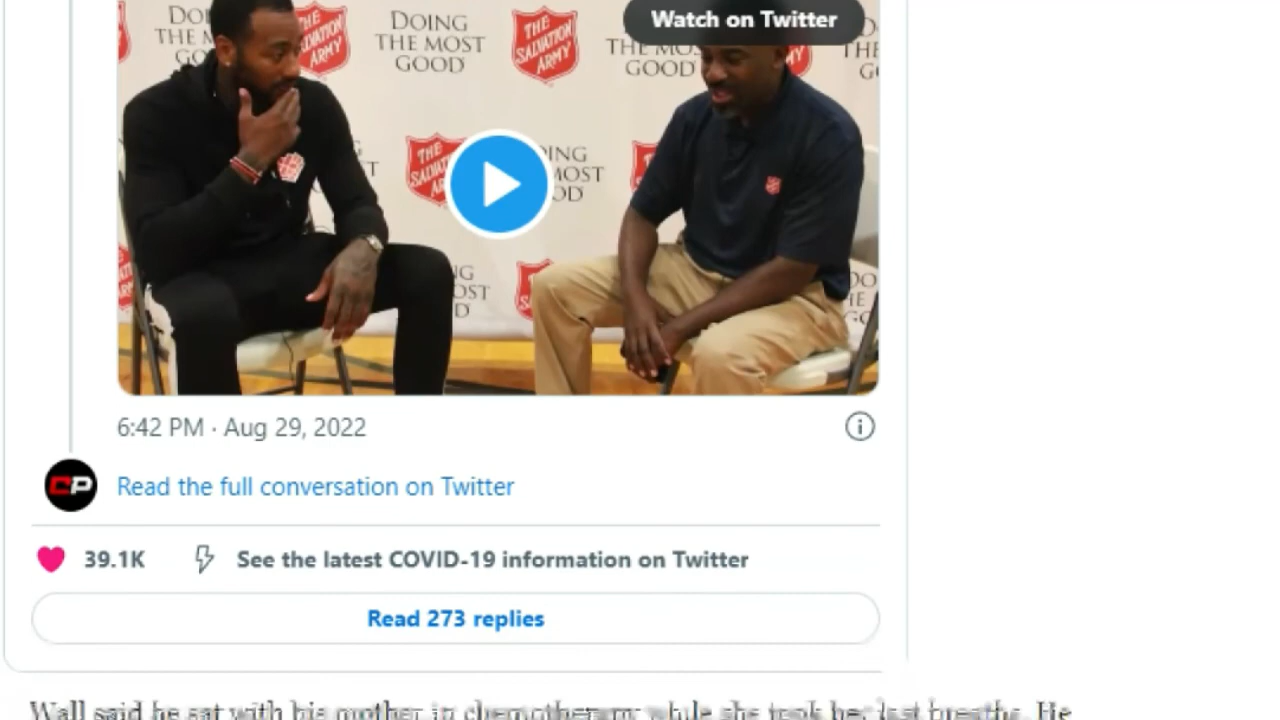 Watch on Twitter
DOING
THE MOST
GOOD
THE
SALVATION
ARMY
6:42 PM · Aug 29, 2022
CP
Read the full conversation on Twitter
39.1K
See the latest COVID-19 information on Twitter
Read 273 replies
Wall said he sat with his mother in chemotherapy while she took her last breaths. He